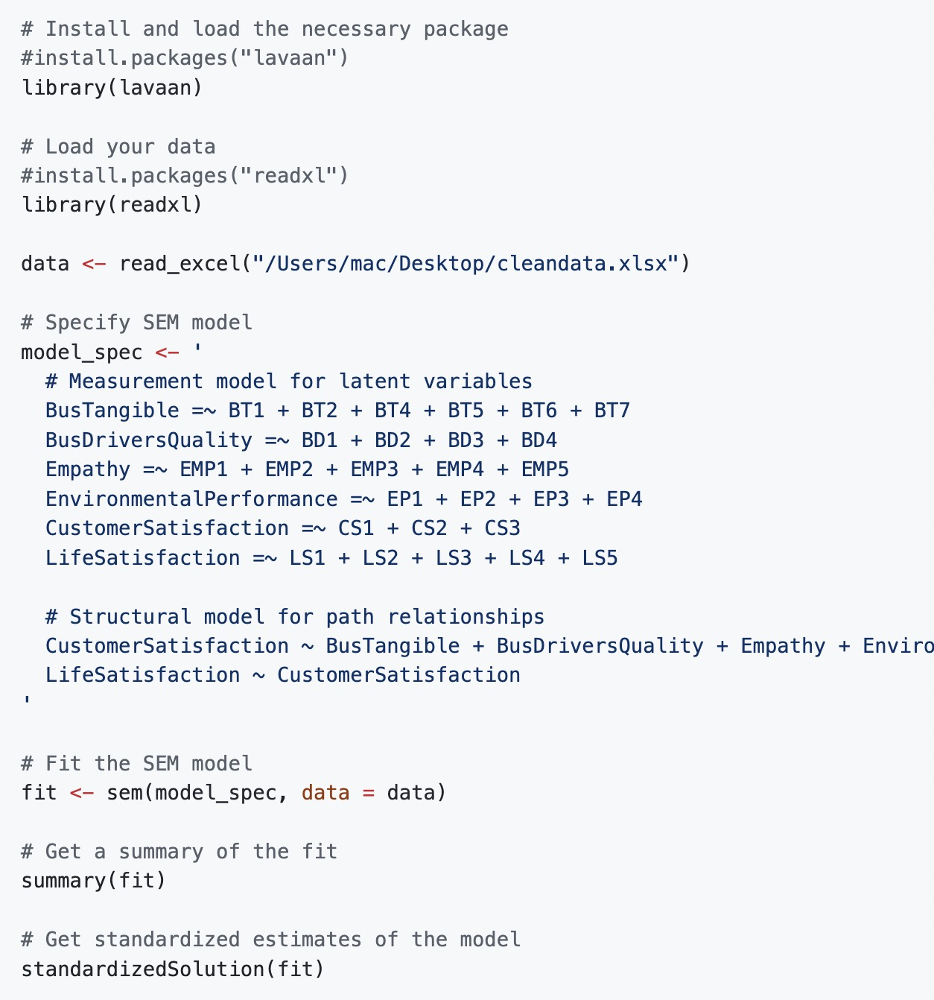 # Install and load the necessary package
#install.packages("lavaan")
library(lavaan)
# Load your data
#install.packages("readxl")
library(readxl)
data <- read_excel("/Users/mac/Desktop/cleandata.xlsx")
# Specify SEM model
model_spec <- '
# Measurement model for latent variables
BusTangible =~ BT1 + BT2 + BT4 + BT5 + BT6 + BT7
BusDriversQuality =~ BD1 + BD2 + BD3 + BD4
Empathy =~ EMP1 + EMP2 + EMP3 + EMP4 + EMP5
EnvironmentalPerformance =~ EP1 + EP2 + EP3 + EP4
CustomerSatisfaction =~ CS1 + CS2 + CS3
LifeSatisfaction =~ LS1 + LS2 + LS3 + LS4 + LS5
# Structural model for path relationships
CustomerSatisfaction ~ BusTangible + BusDriversQuality + Empathy + Enviro
LifeSatisfaction ~ CustomerSatisfaction
'
# Fit the SEM model
fit <- sem(model_spec, data = data)
# Get a summary of the fit
summary(fit)
# Get standardized estimates of the model
standardizedSolution(fit)